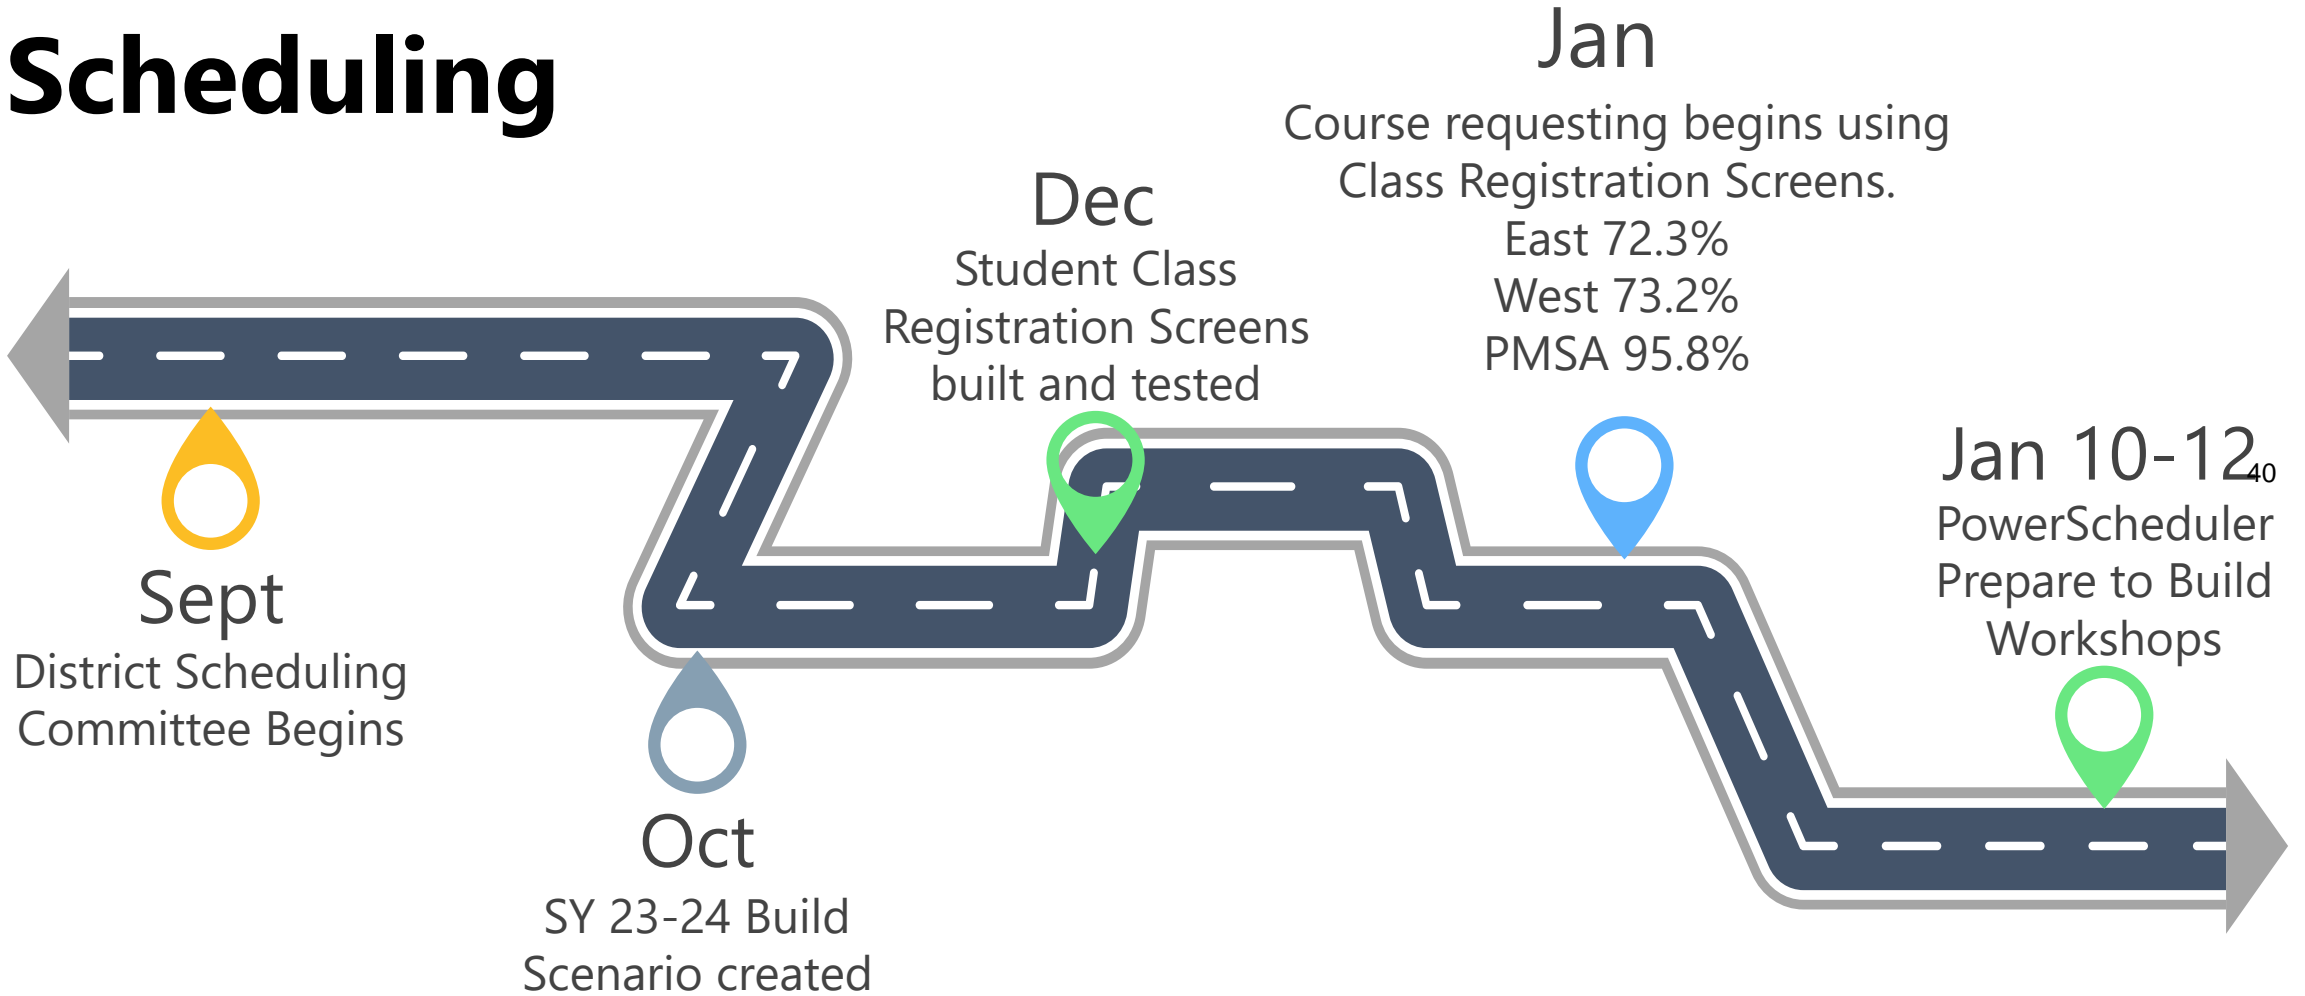 Scheduling
Sept
District Scheduling
Committee Begins
Oct
SY 23-24 Build
Scenario created
Dec
Student Class
Registration Screens
built and tested
Jan
Course requesting begins using
Class Registration Screens.
East 72.3%
West 73.2%
PMSA 95.8%
Jan 10-12
40
PowerScheduler
Prepare to Build
Workshops